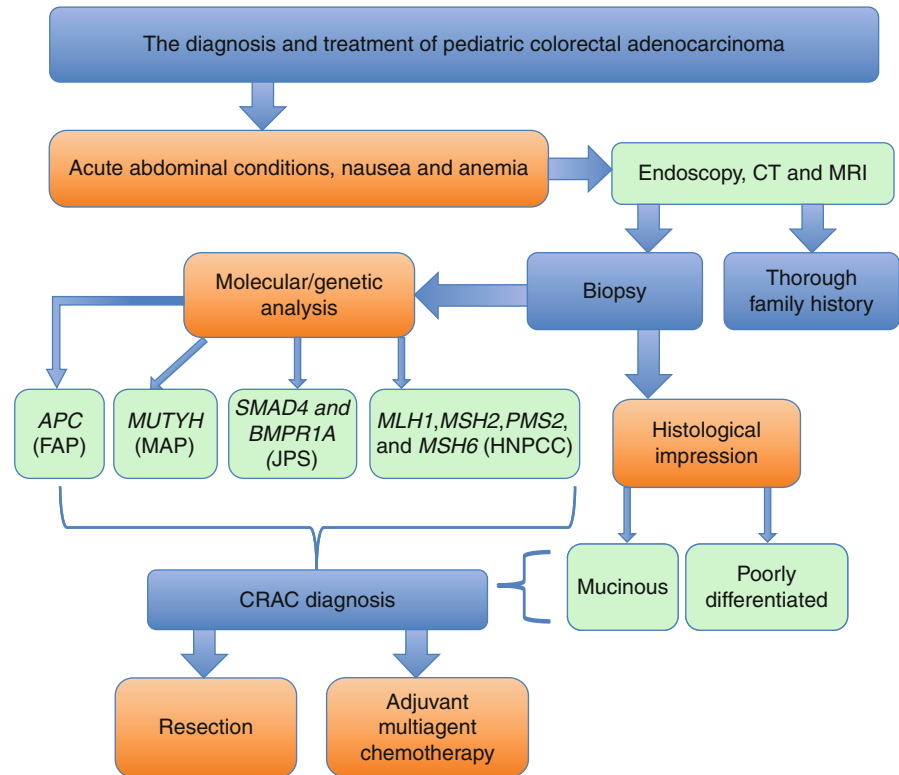 The diagnosis and treatment of pediatric colorectal adenocarcinoma
Acute abdominal conditions, nausea and anemia
Endoscopy, CT and MRI
Molecular/genetic
analysis
Biopsy
Thorough
family history
APC
(FAP)
MUTYH
(MAP)
SMAD4 and
BMPR1A
(JPS)
MLH1,MSH2,PMS2,
and MSH6 (HNPCC)
Histological
impression
CRAC diagnosis
Mucinous
Poorly
differentiated
Resection
Adjuvant
multiagent
chemotherapy